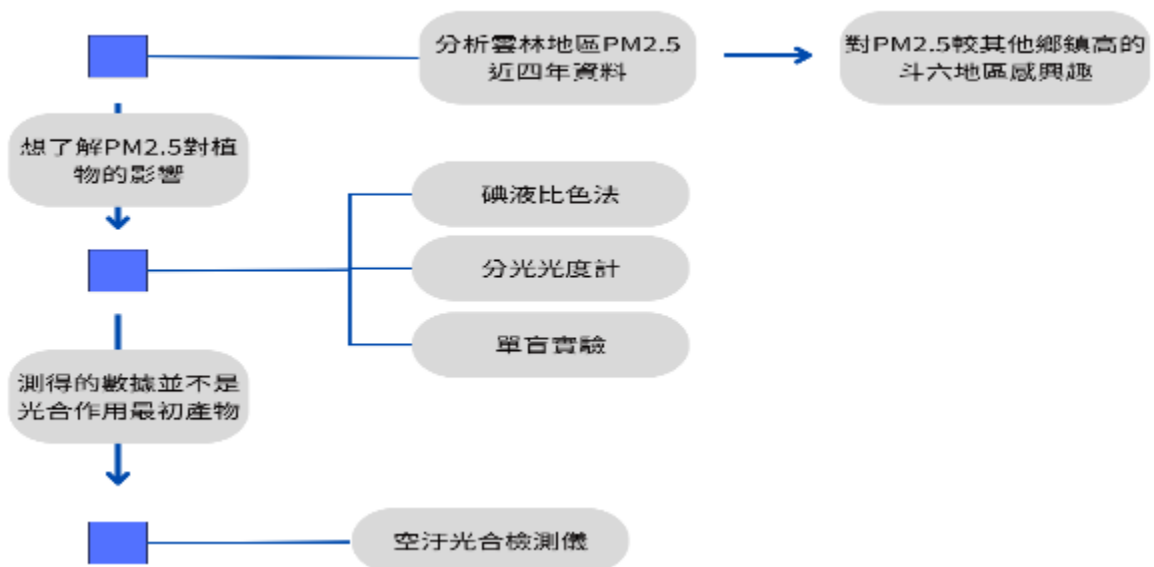 分析雲林地區PM2.5
近四年資料
對PM2.5較其他鄉鎮高的
斗六地區感興趣
想了解PM2.5對植
物的影響
碘液比色法
分光光度計
單盲實驗
測得的數據並不是
光合作用最初產物
空汙光合檢測儀